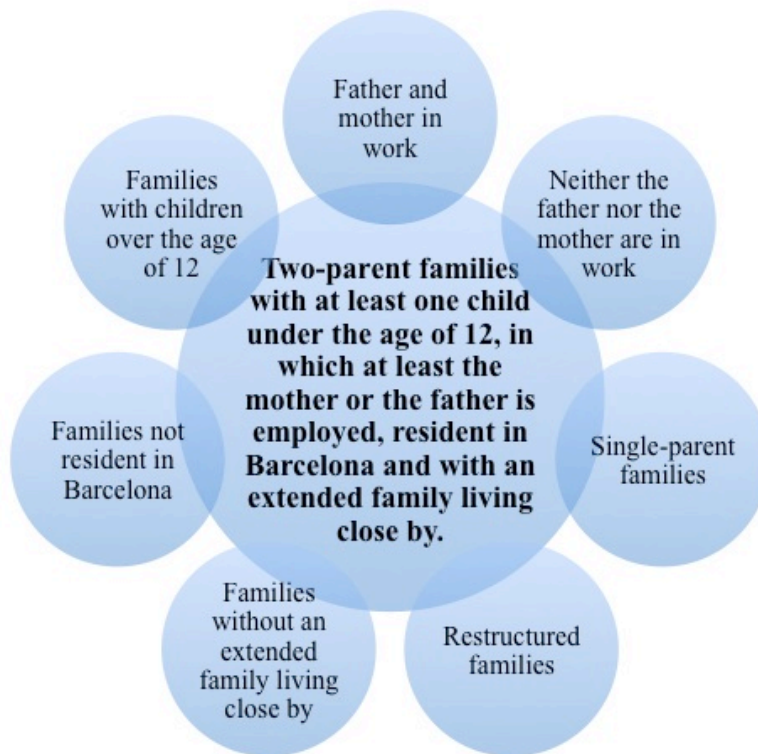 Father and
mother in
work
Neither the
father nor the
mother are in
work
Single-parent
families
Restructured
families
Families
without an
extended
family living
close by
Families not
resident in
Barcelona
Families
with children
over the age
of 12
Two-parent families
with at least one child
under the age of 12, in
which at least the
mother or the father is
employed, resident in
Barcelona and with an
extended family living
close by.